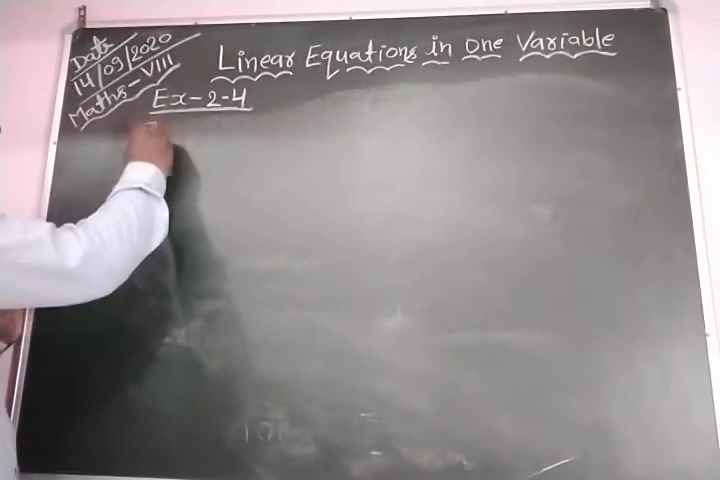 Date
14/09/2020
Maths-VIII
Linear Equations in one Variable
Ex-2-4